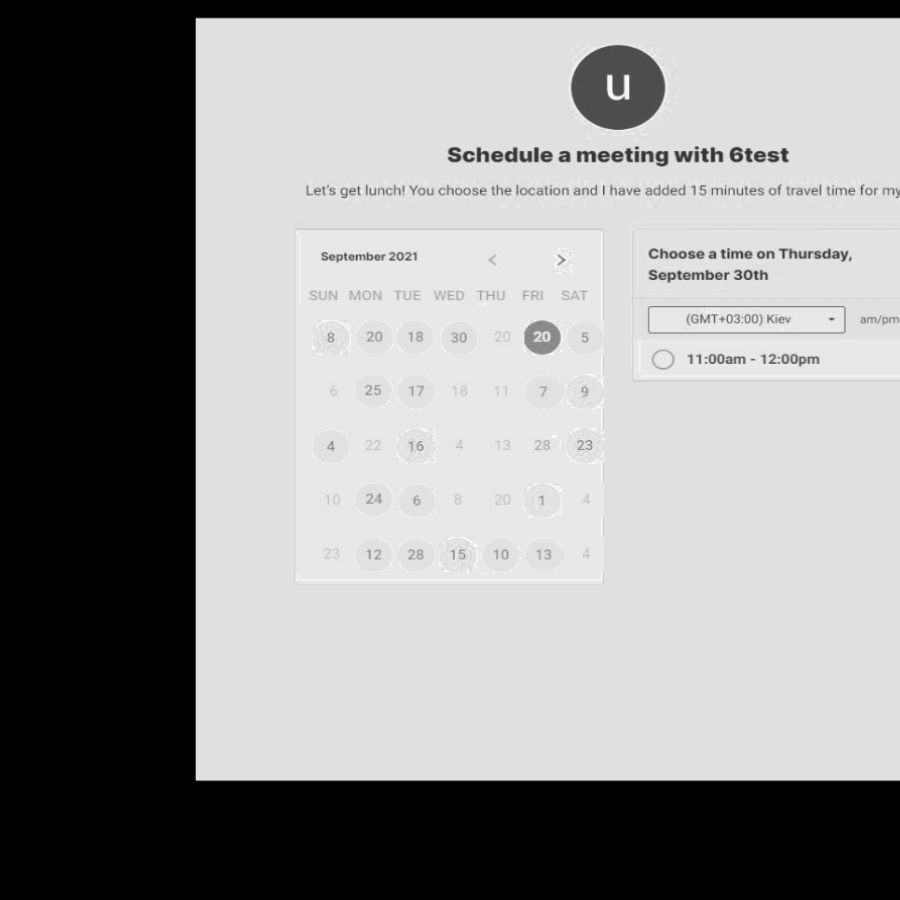 u
Schedule a meeting with 6test
Let's get lunch! You choose the location and I have added 15 minutes of travel time for my
September 2021 < >
SUN MON TUE WED THU FRI SAT
8 20 18 30 20 20 5
6 25 17 18 11 7 9
4 22 16 4 13 28 23
10 24 6 8 20 1 4
23 12 28 15 10 13 4
Choose a time on Thursday,
September 30th
(GMT+03:00) Kiev am/pm
11:00am - 12:00pm